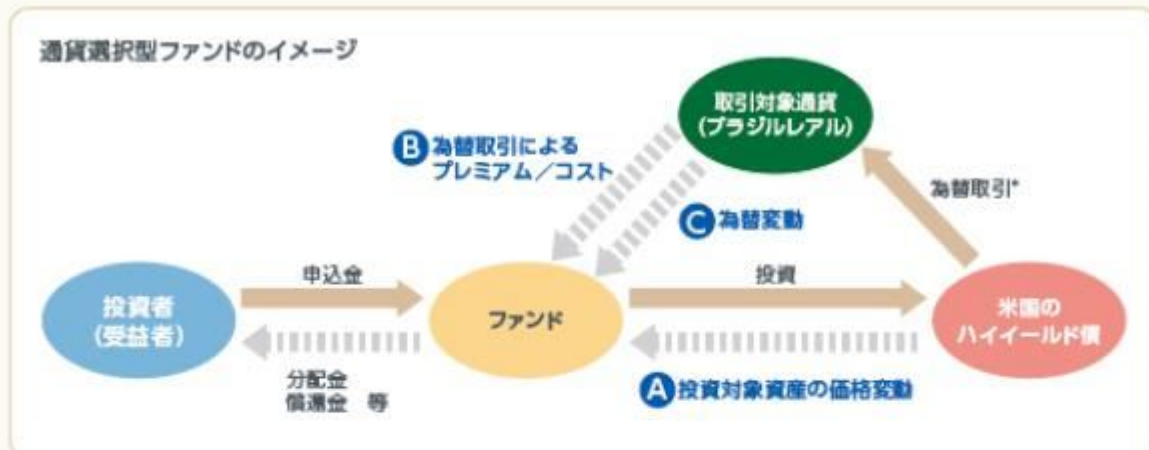 通貨選択型ファンドのイメージ
取引対象通貨
(ブラジルレアル)
B 為替取引による
プレミアム／コスト
為替取引*
C 為替変動
申込金
投資
投資者
(受益者)
ファンド
米国の
ハイイールド債
分配金
償還金 等
A 投資対象資産の価格変動